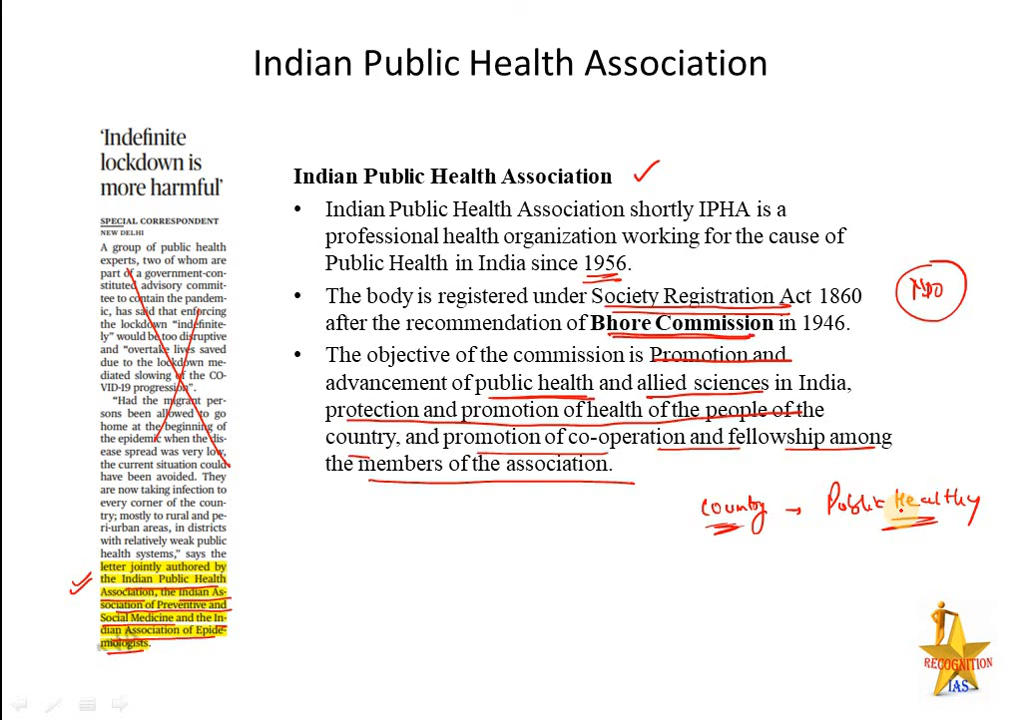 Indian Public Health Association
'Indefinite
lockdown is
more harmful'
SPECIAL CORRESPONDENT
NEW DELHI
A group of public health
experts, two of whom are
part of a government-con-
stituted advisory commit-
tee to contain the pandem-
ic, has said that enforcing
the lockdown "indefinite-
ly" would be too disruptive
and "overtake lives saved
due to the lockdown me-
diated slowing of the CO-
VID-19 progression".
"Had the migrant per-
sons been allowed to go
home at the beginning of
the epidemic when the dis-
ease spread was very low,
the current situation could
have been avoided. They
are now taking infection to
every corner of the coun-
try; mostly to rural and pe-
ri-urban areas, in districts
with relatively weak public
health systems," says the
letter jointly authored by
the Indian Public Health
Association, the Indian As-
sociation of Preventive and
Social Medicine and the In-
dian Association of Epide-
miologists.
Indian Public Health Association
• Indian Public Health Association shortly IPHA is a
professional health organization working for the cause of
Public Health in India since 1956.
• The body is registered under Society Registration Act 1860
after the recommendation of Bhore Commission in 1946.
• The objective of the commission is Promotion and
advancement of public health and allied sciences in India,
protection and promotion of health of the people of the
country, and promotion of co-operation and fellowship among
the members of the association.
country → Public Healthy
RECOGNITION
IAS